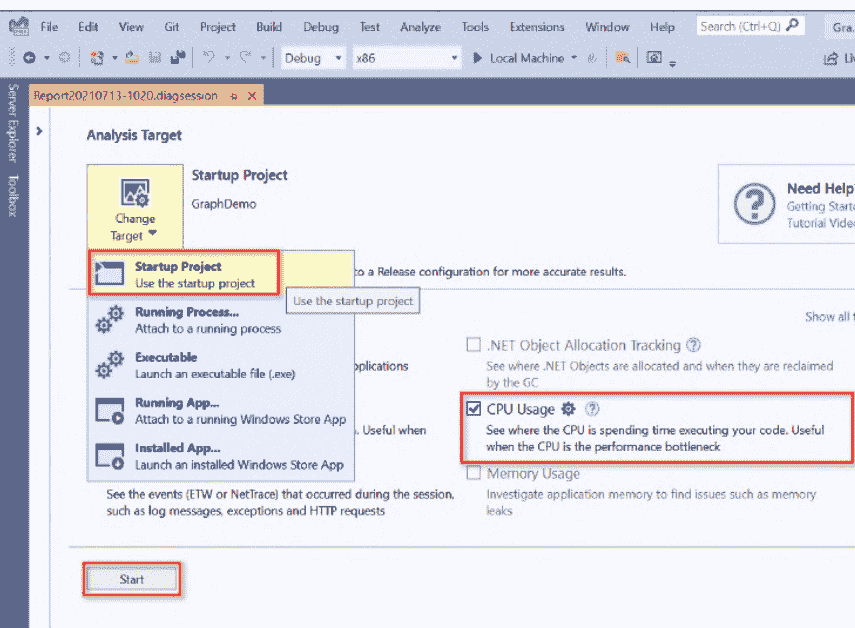 File Edit View Git Project Build Debug Test Analyze Tools Extensions Window Help Search (Ctrl+Q) Gra.
Debug x86 Local Machine Liv
Report20210713-1020.diagsession
Server Explorer
Toolbox
Analysis Target
Change
Target
Startup Project
GraphDemo
Need Help?
Getting Starte
Tutorial Video
Startup Project
Use the startup project
to a Release configuration for more accurate results.
Use the startup project
Running Process...
Attach to a running process
Show all t
Executable
Launch an executable file (.exe)
pplications
Running App...
Attach to a running Windows Store App
. Useful when
Installed App...
Launch an installed Windows Store App
See the events (ETW or NetTrace) that occurred during the session,
such as log messages, exceptions and HTTP requests
.NET Object Allocation Tracking
See where .NET Objects are allocated and when they are reclaimed
by the GC
CPU Usage
See where the CPU is spending time executing your code. Useful
when the CPU is the performance bottleneck
Memory Usage
Investigate application memory to find issues such as memory
leaks
Start